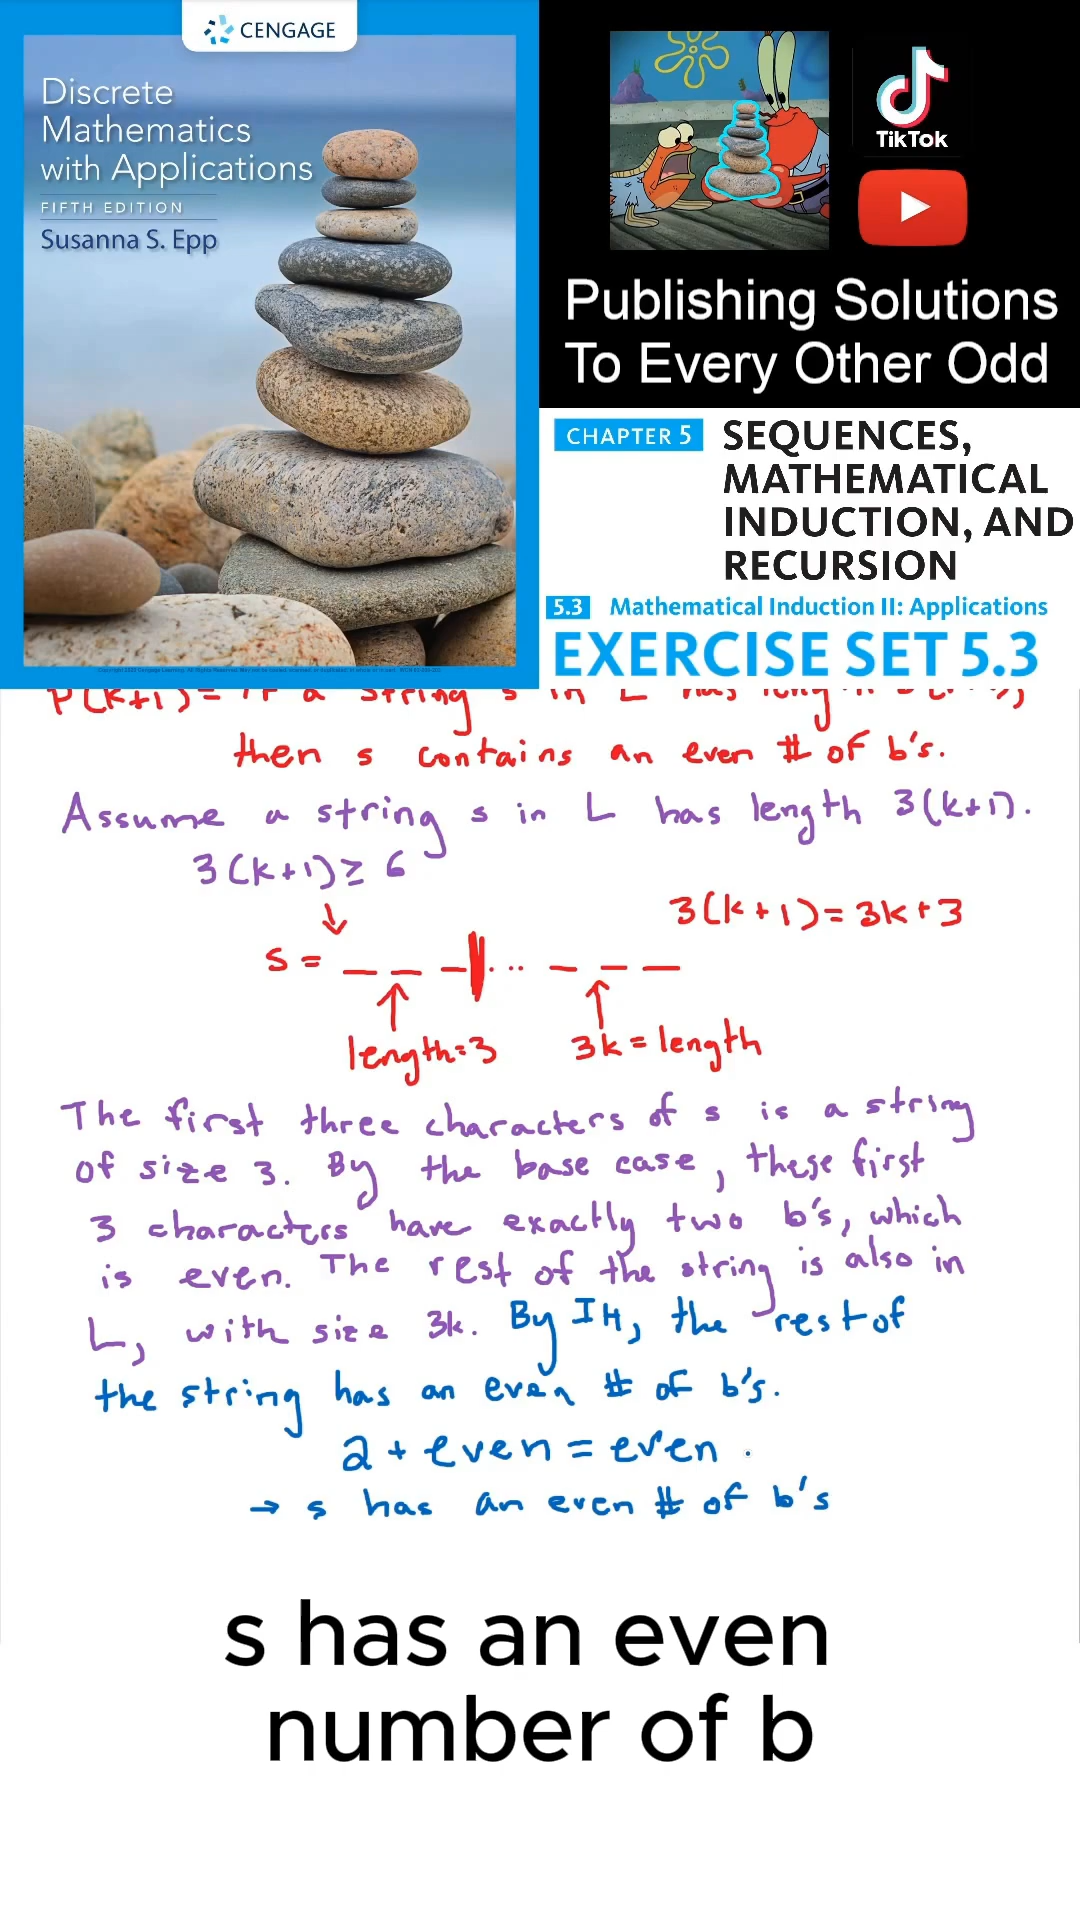 CENGAGE
Discrete
Mathematics
with Applications
FIFTH EDITION
Susanna S. Epp
TikTok
Publishing Solutions
To Every Other Odd
CHAPTER 5 SEQUENCES,
MATHEMATICAL
INDUCTION, AND
RECURSION
5.3 Mathematical Induction II: Applications
EXERCISE SET 5.3
P(k+1) = If a string s in L has
then s contains an even # of b's.
Assume a string s in L has length 3(k+1).
3(k+1) ≥ 6
3(k+1) = 3k+3
s = _ _ _ ... _ _ _
length=3 3k = length
The first three characters of s is a string
of size 3. By the base case, these first
3 characters have exactly two b's, which
is even. The rest of the string is also in
L, with size 3k. By IH, the rest of
the string has an even # of b's.
2 + even = even.
→ s has an even # of b's
s has an even
number of b